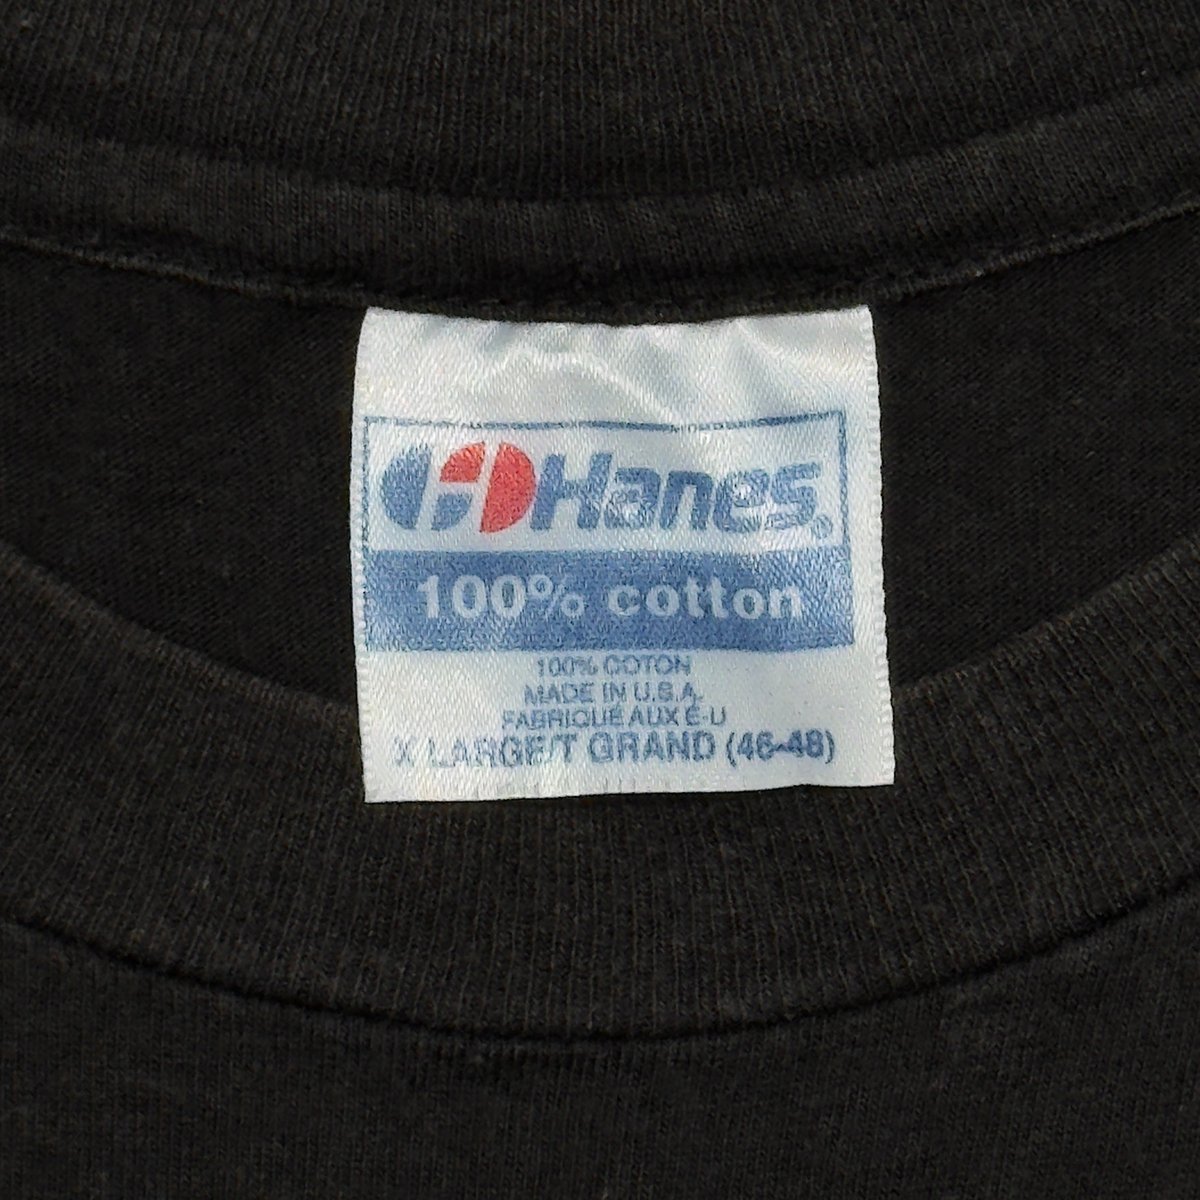 Hanes®
100% cotton
100% COTON
MADE IN U.S.A.
FABRIQUÉ AUX É-U
X LARGE/T GRAND (46-48)